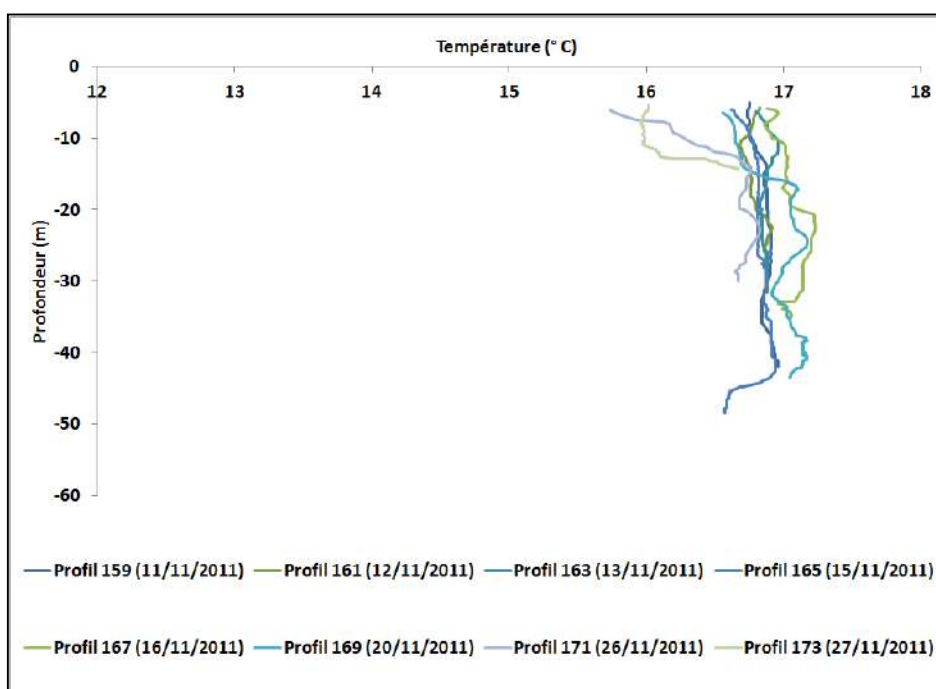 Température (° C)
0
12 13 14 15 16 17 18
-10
-20
-30
-40
-50
-60
Profondeur (m)
Profil 159 (11/11/2011) Profil 161 (12/11/2011) Profil 163 (13/11/2011) Profil 165 (15/11/2011)
Profil 167 (16/11/2011) Profil 169 (20/11/2011) Profil 171 (26/11/2011) Profil 173 (27/11/2011)